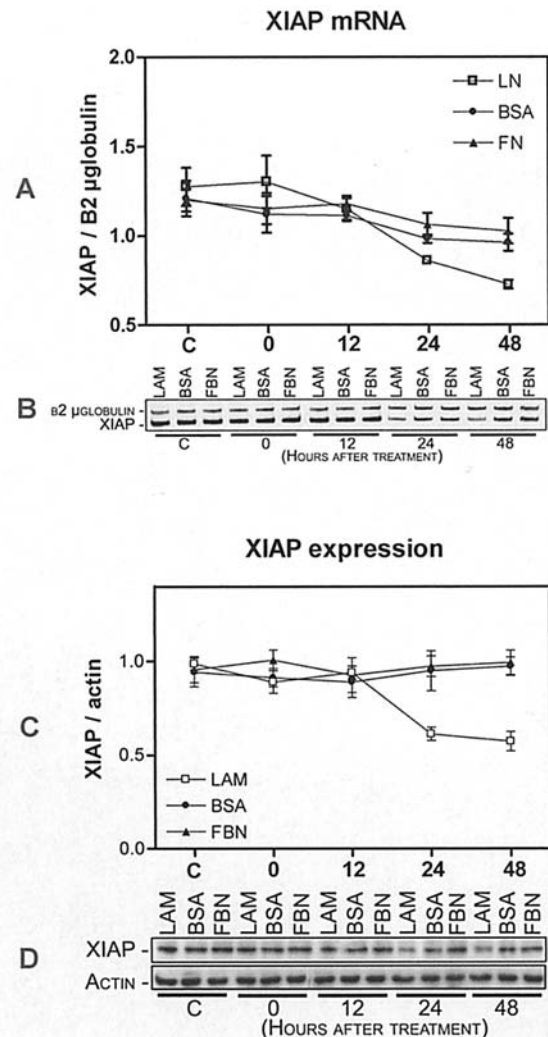 XIAP mRNA
2.0
LN
BSA
FN
1.5
A
XIAP / B2 µglobulin
1.0
0.5
C 0 12 24 48
LAM BSA FBN LAM BSA FBN LAM BSA FBN LAM BSA FBN LAM BSA FBN
B
B2 µGLOBULIN -
XIAP -
C 0 12 24 48
(HOURS AFTER TREATMENT)
XIAP expression
1.0
C
XIAP / actin
0.5
LAM
BSA
FBN
0.0
C 0 12 24 48
LAM BSA FBN LAM BSA FBN LAM BSA FBN LAM BSA FBN LAM BSA FBN
D
XIAP -
ACTIN -
C 0 12 24 48
(HOURS AFTER TREATMENT)